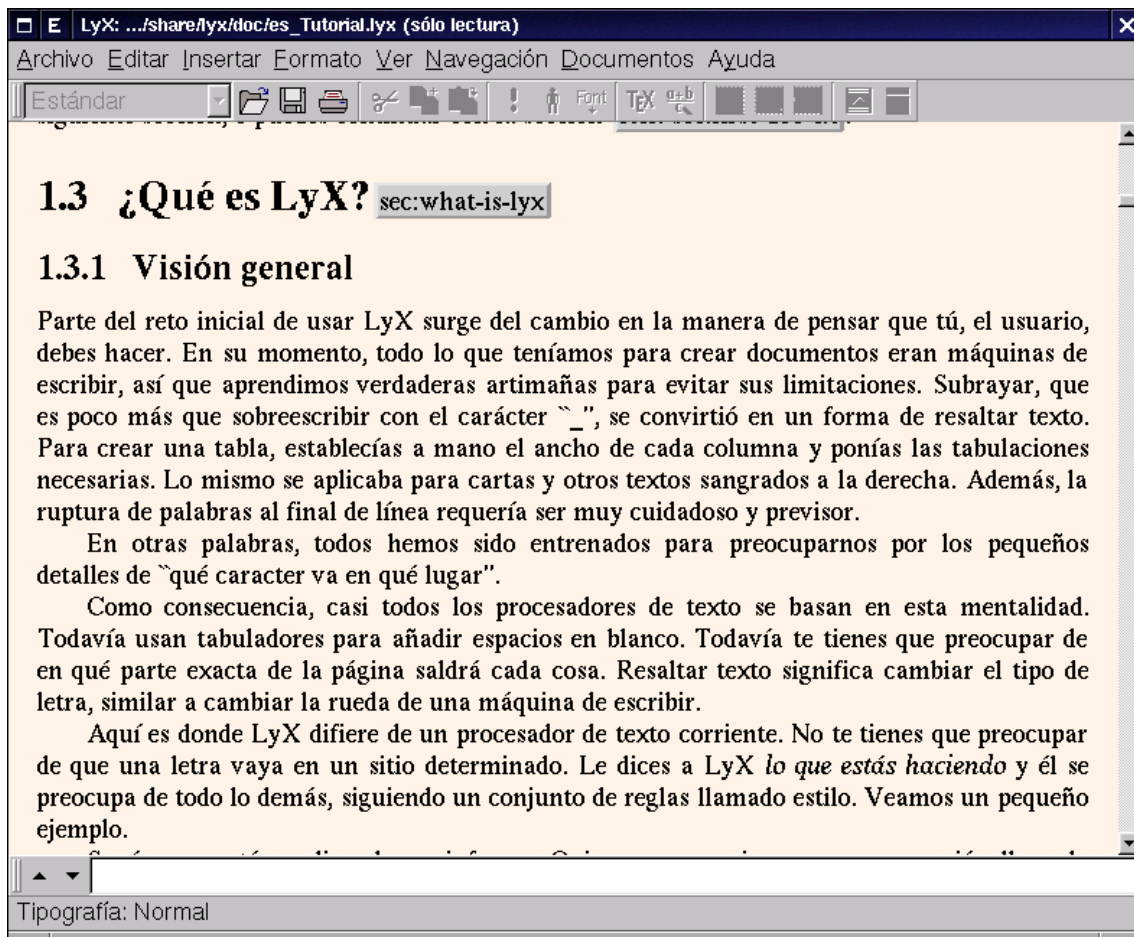 E LyX: .../share/lyx/doc/es_Tutorial.lyx (sólo lectura)
Archivo Editar Insertar Formato Ver Navegación Documentos Ayuda
Estándar Font TEX a+b
1.3 ¿Qué es LyX? sec:what-is-lyx
1.3.1 Visión general
Parte del reto inicial de usar LyX surge del cambio en la manera de pensar que tú, el usuario,
debes hacer. En su momento, todo lo que teníamos para crear documentos eran máquinas de
escribir, así que aprendimos verdaderas artimañas para evitar sus limitaciones. Subrayar, que
es poco más que sobreescribir con el carácter ``_'', se convirtió en un forma de resaltar texto.
Para crear una tabla, establecías a mano el ancho de cada columna y ponías las tabulaciones
necesarias. Lo mismo se aplicaba para cartas y otros textos sangrados a la derecha. Además, la
ruptura de palabras al final de línea requería ser muy cuidadoso y previsor.
En otras palabras, todos hemos sido entrenados para preocuparnos por los pequeños
detalles de ``qué caracter va en qué lugar''.
Como consecuencia, casi todos los procesadores de texto se basan en esta mentalidad.
Todavía usan tabuladores para añadir espacios en blanco. Todavía te tienes que preocupar de
en qué parte exacta de la página saldrá cada cosa. Resaltar texto significa cambiar el tipo de
letra, similar a cambiar la rueda de una máquina de escribir.
Aquí es donde LyX difiere de un procesador de texto corriente. No te tienes que preocupar
de que una letra vaya en un sitio determinado. Le dices a LyX lo que estás haciendo y él se
preocupa de todo lo demás, siguiendo un conjunto de reglas llamado estilo. Veamos un pequeño
ejemplo.
Tipografía: Normal